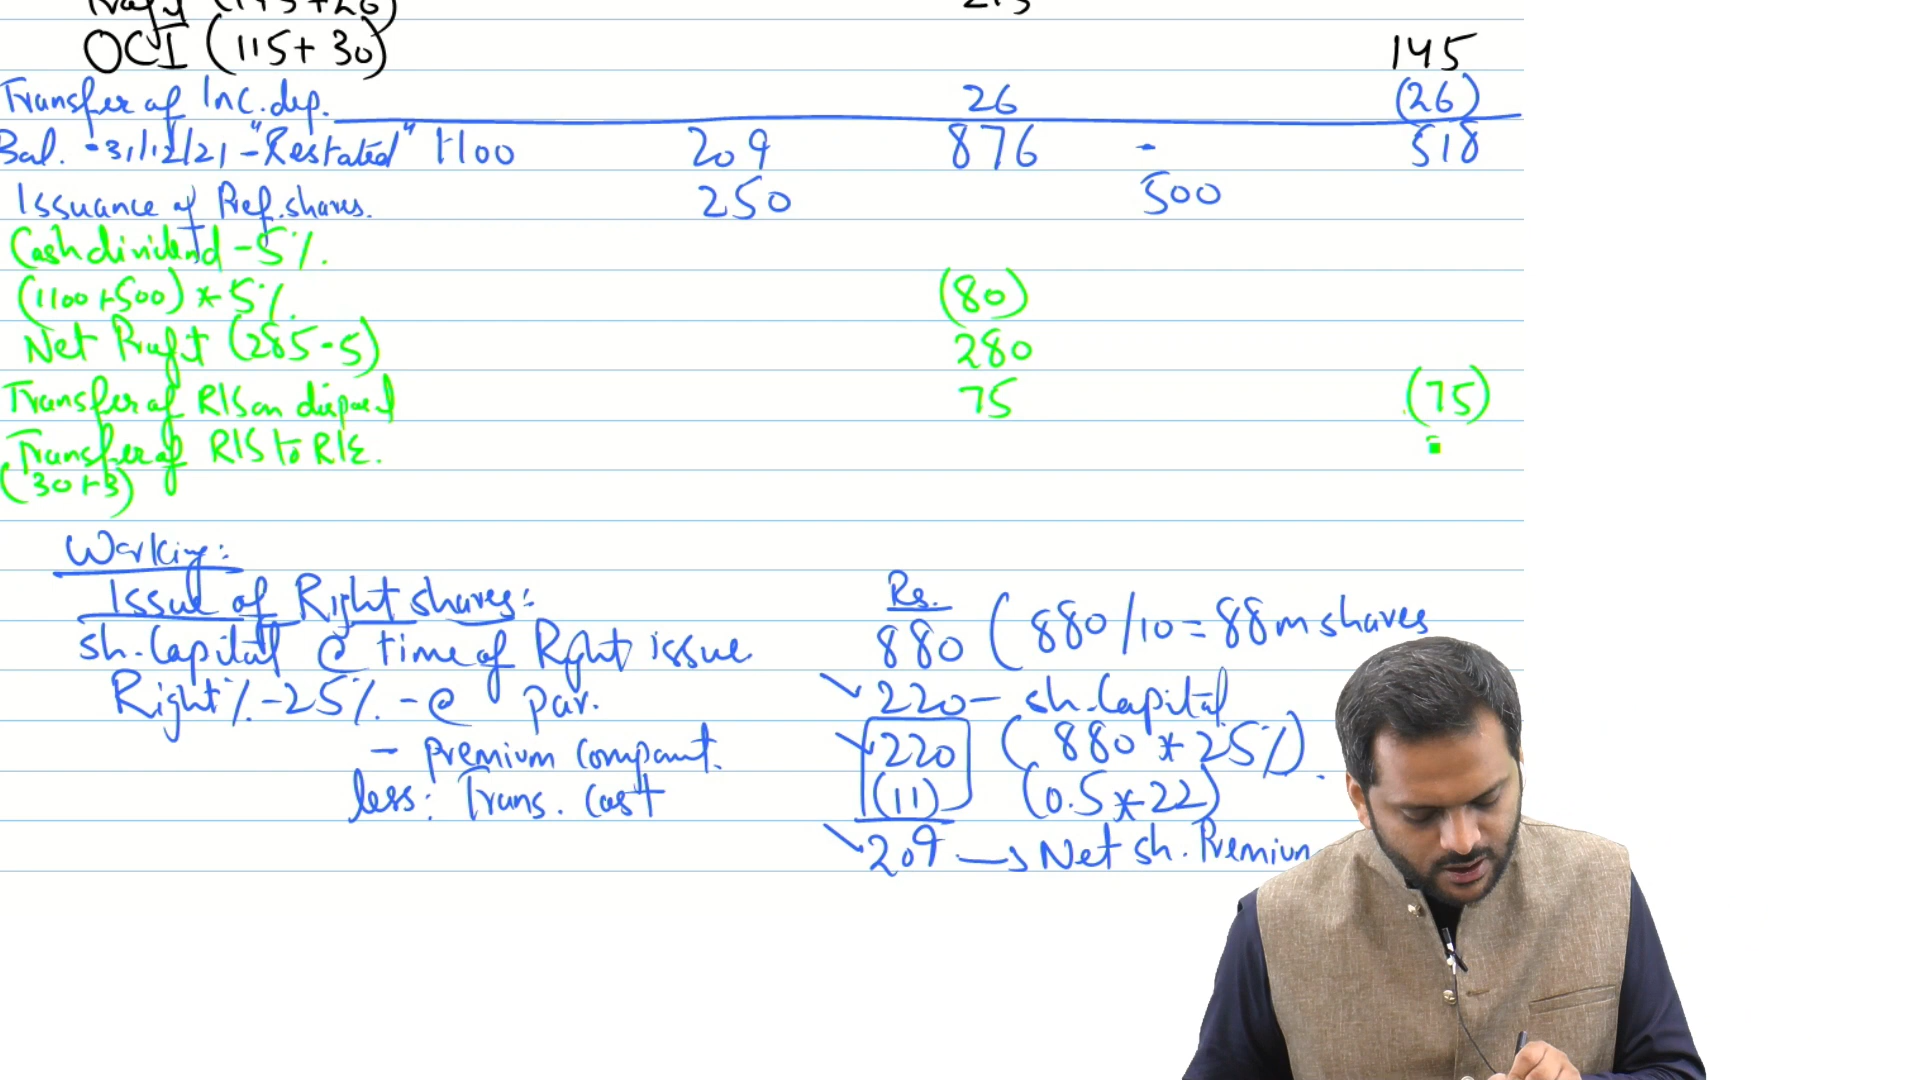 OCI (115+30) 145
Transfer of Inc. dep. 26 (26)
Bal. - 31/12/21 - "Restated" 1100 209 876 - 518
Issuance of Pref. shares. 250 500
Cash dividend - 5%.
(1100+500) * 5% (80)
Net Profit (285-5) 280
Transfer of R/S on disposal 75 (75)
Transfer of R/S to R/E.
(30+3)
Working:
Issue of Right shares: Rs.
sh. Capital @ time of Right issue 880 (880/10 = 88m shares
Right % - 25% - @ par. 220 - sh. Capital
- premium component. 220 (880 * 25%).
less: Trans. Cost (11) (0.5*22)
209 → Net sh. Premium